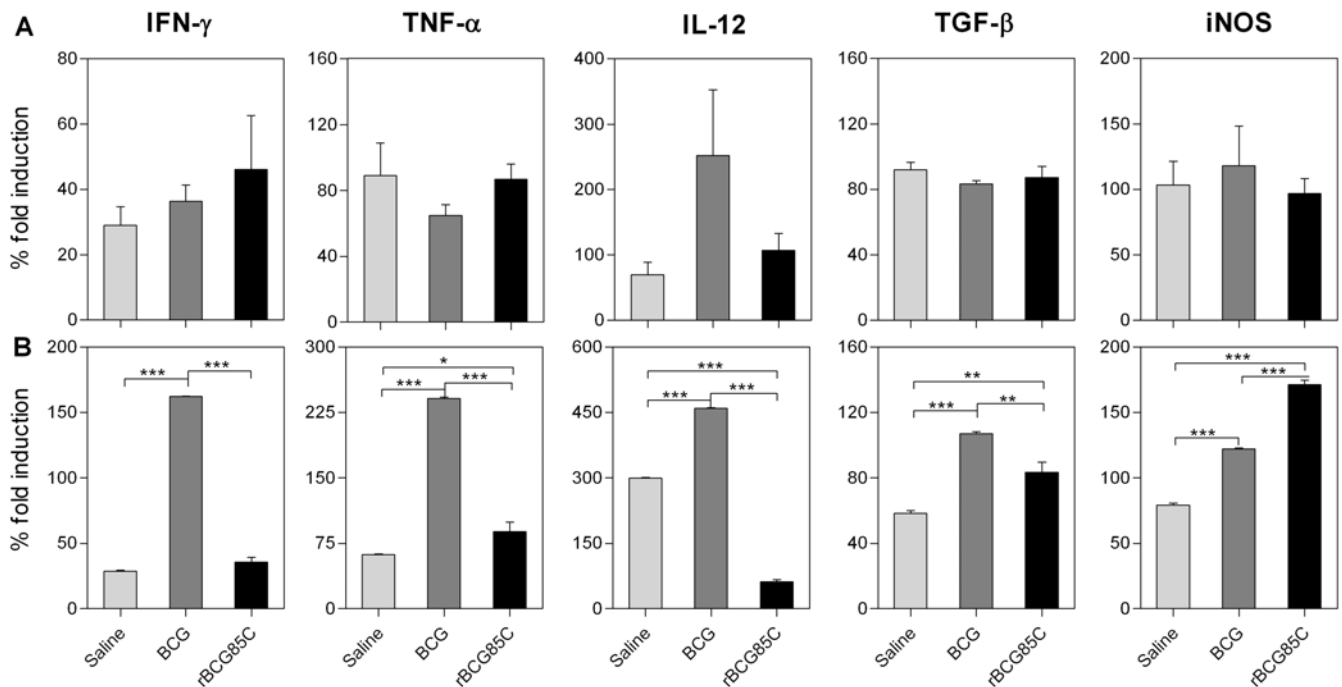 A
IFN-γ
TNF-α
IL-12
TGF-β
iNOS
% fold induction
80
60
40
20
0
160
120
80
40
0
400
300
200
100
0
160
120
80
40
0
200
150
100
50
0
B
% fold induction
200
150
100
50
0
*** ***
Saline
BCG
rBCG85C
300
225
150
75
0
*
*** ***
Saline
BCG
rBCG85C
600
450
300
150
0
***
*** ***
Saline
BCG
rBCG85C
160
120
80
40
0
**
*** **
Saline
BCG
rBCG85C
200
150
100
50
0
***
***
***
Saline
BCG
rBCG85C